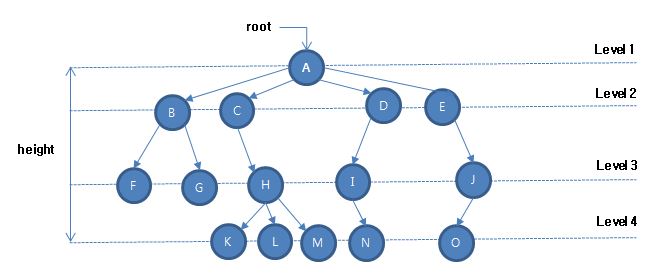 root
Level 1
A
Level 2
B C D E
height
Level 3
F G H I J
Level 4
K L M N O